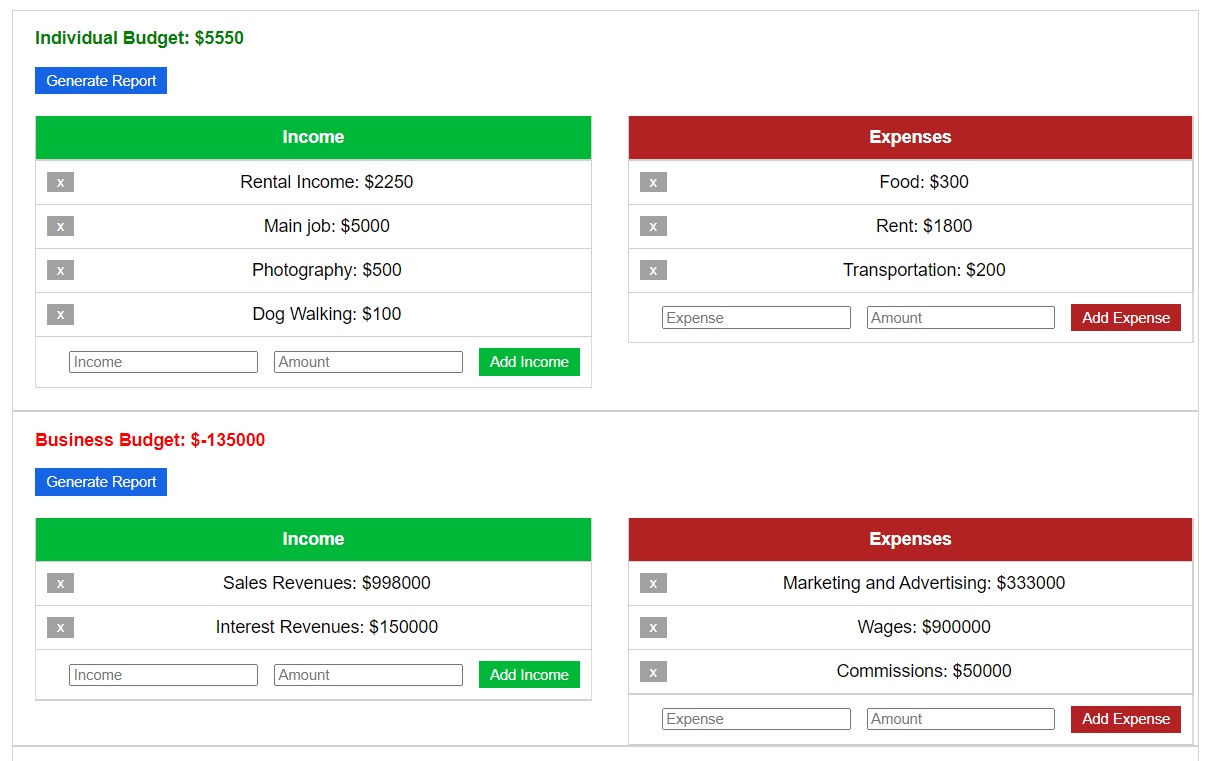 Individual Budget: $5550
Generate Report
Income
x Rental Income: $2250
x Main job: $5000
x Photography: $500
x Dog Walking: $100
Income Amount Add Income
Expenses
x Food: $300
x Rent: $1800
x Transportation: $200
Expense Amount Add Expense
Business Budget: $-135000
Generate Report
Income
x Sales Revenues: $998000
x Interest Revenues: $150000
Income Amount Add Income
Expenses
x Marketing and Advertising: $333000
x Wages: $900000
x Commissions: $50000
Expense Amount Add Expense